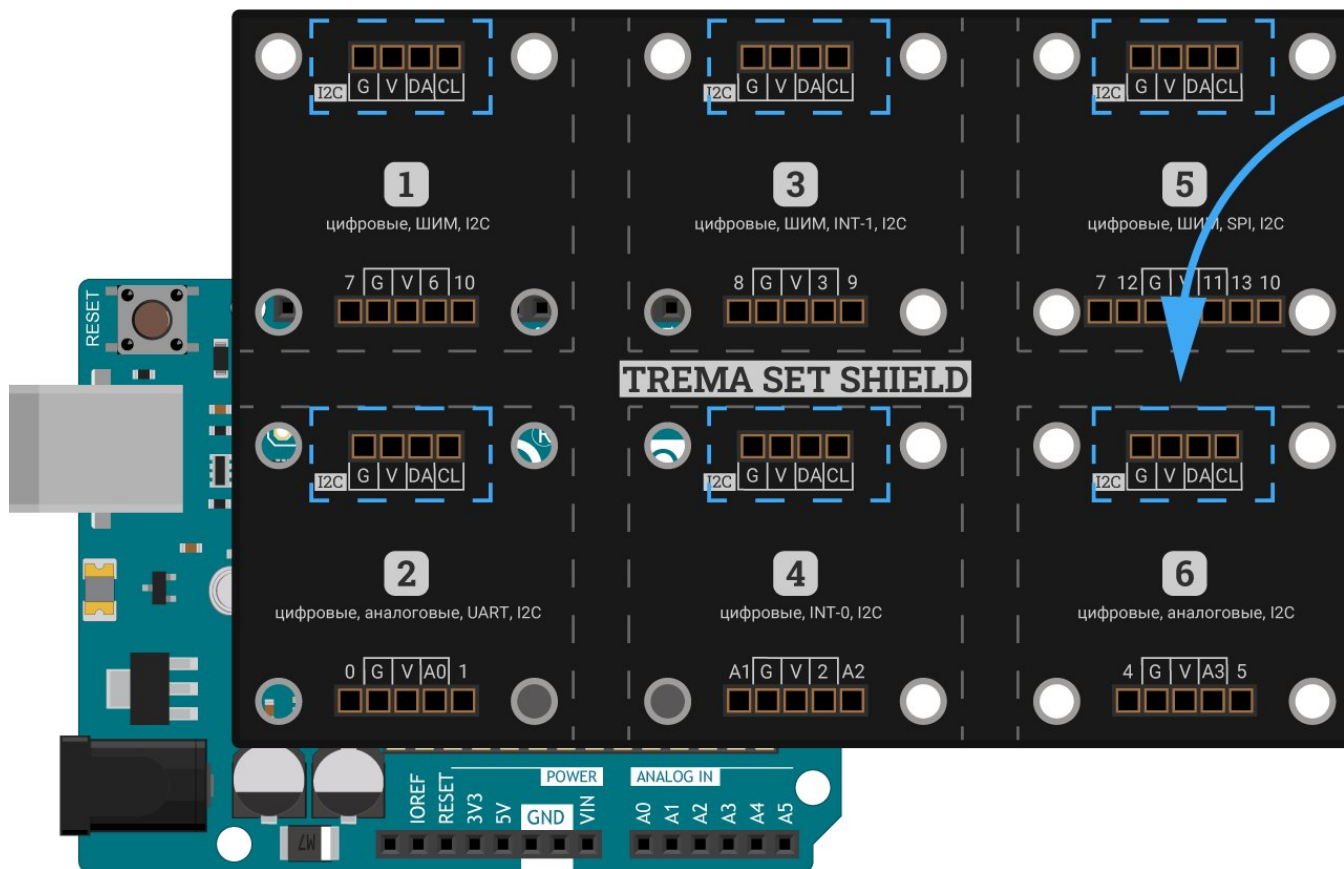 I2C G V DA CL
I2C G V DA CL
I2C G V DA CL
1
3
5
цифровые, ШИМ, I2C
цифровые, ШИМ, INT-1, I2C
цифровые, ШИМ, SPI, I2C
7 G V 6 10
8 G V 3 9
7 12 G V 11 13 10
RESET
TREMA SET SHIELD
R
I2C G V DA CL
I2C G V DA CL
I2C G V DA CL
2
4
6
цифровые, аналоговые, UART, I2C
цифровые, INT-0, I2C
цифровые, аналоговые, I2C
0 G V A0 1
A1 G V 2 A2
4 G V A3 5
POWER
ANALOG IN
IOREF
RESET
3V3
5V
GND
VIN
A0
A1
A2
A3
A4
A5
M7